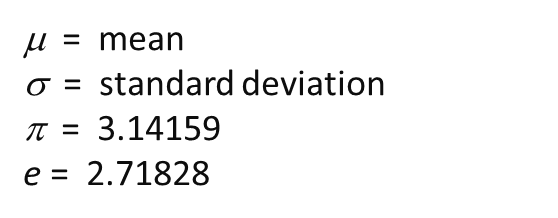 μ = mean
σ = standard deviation
π = 3.14159
e = 2.71828